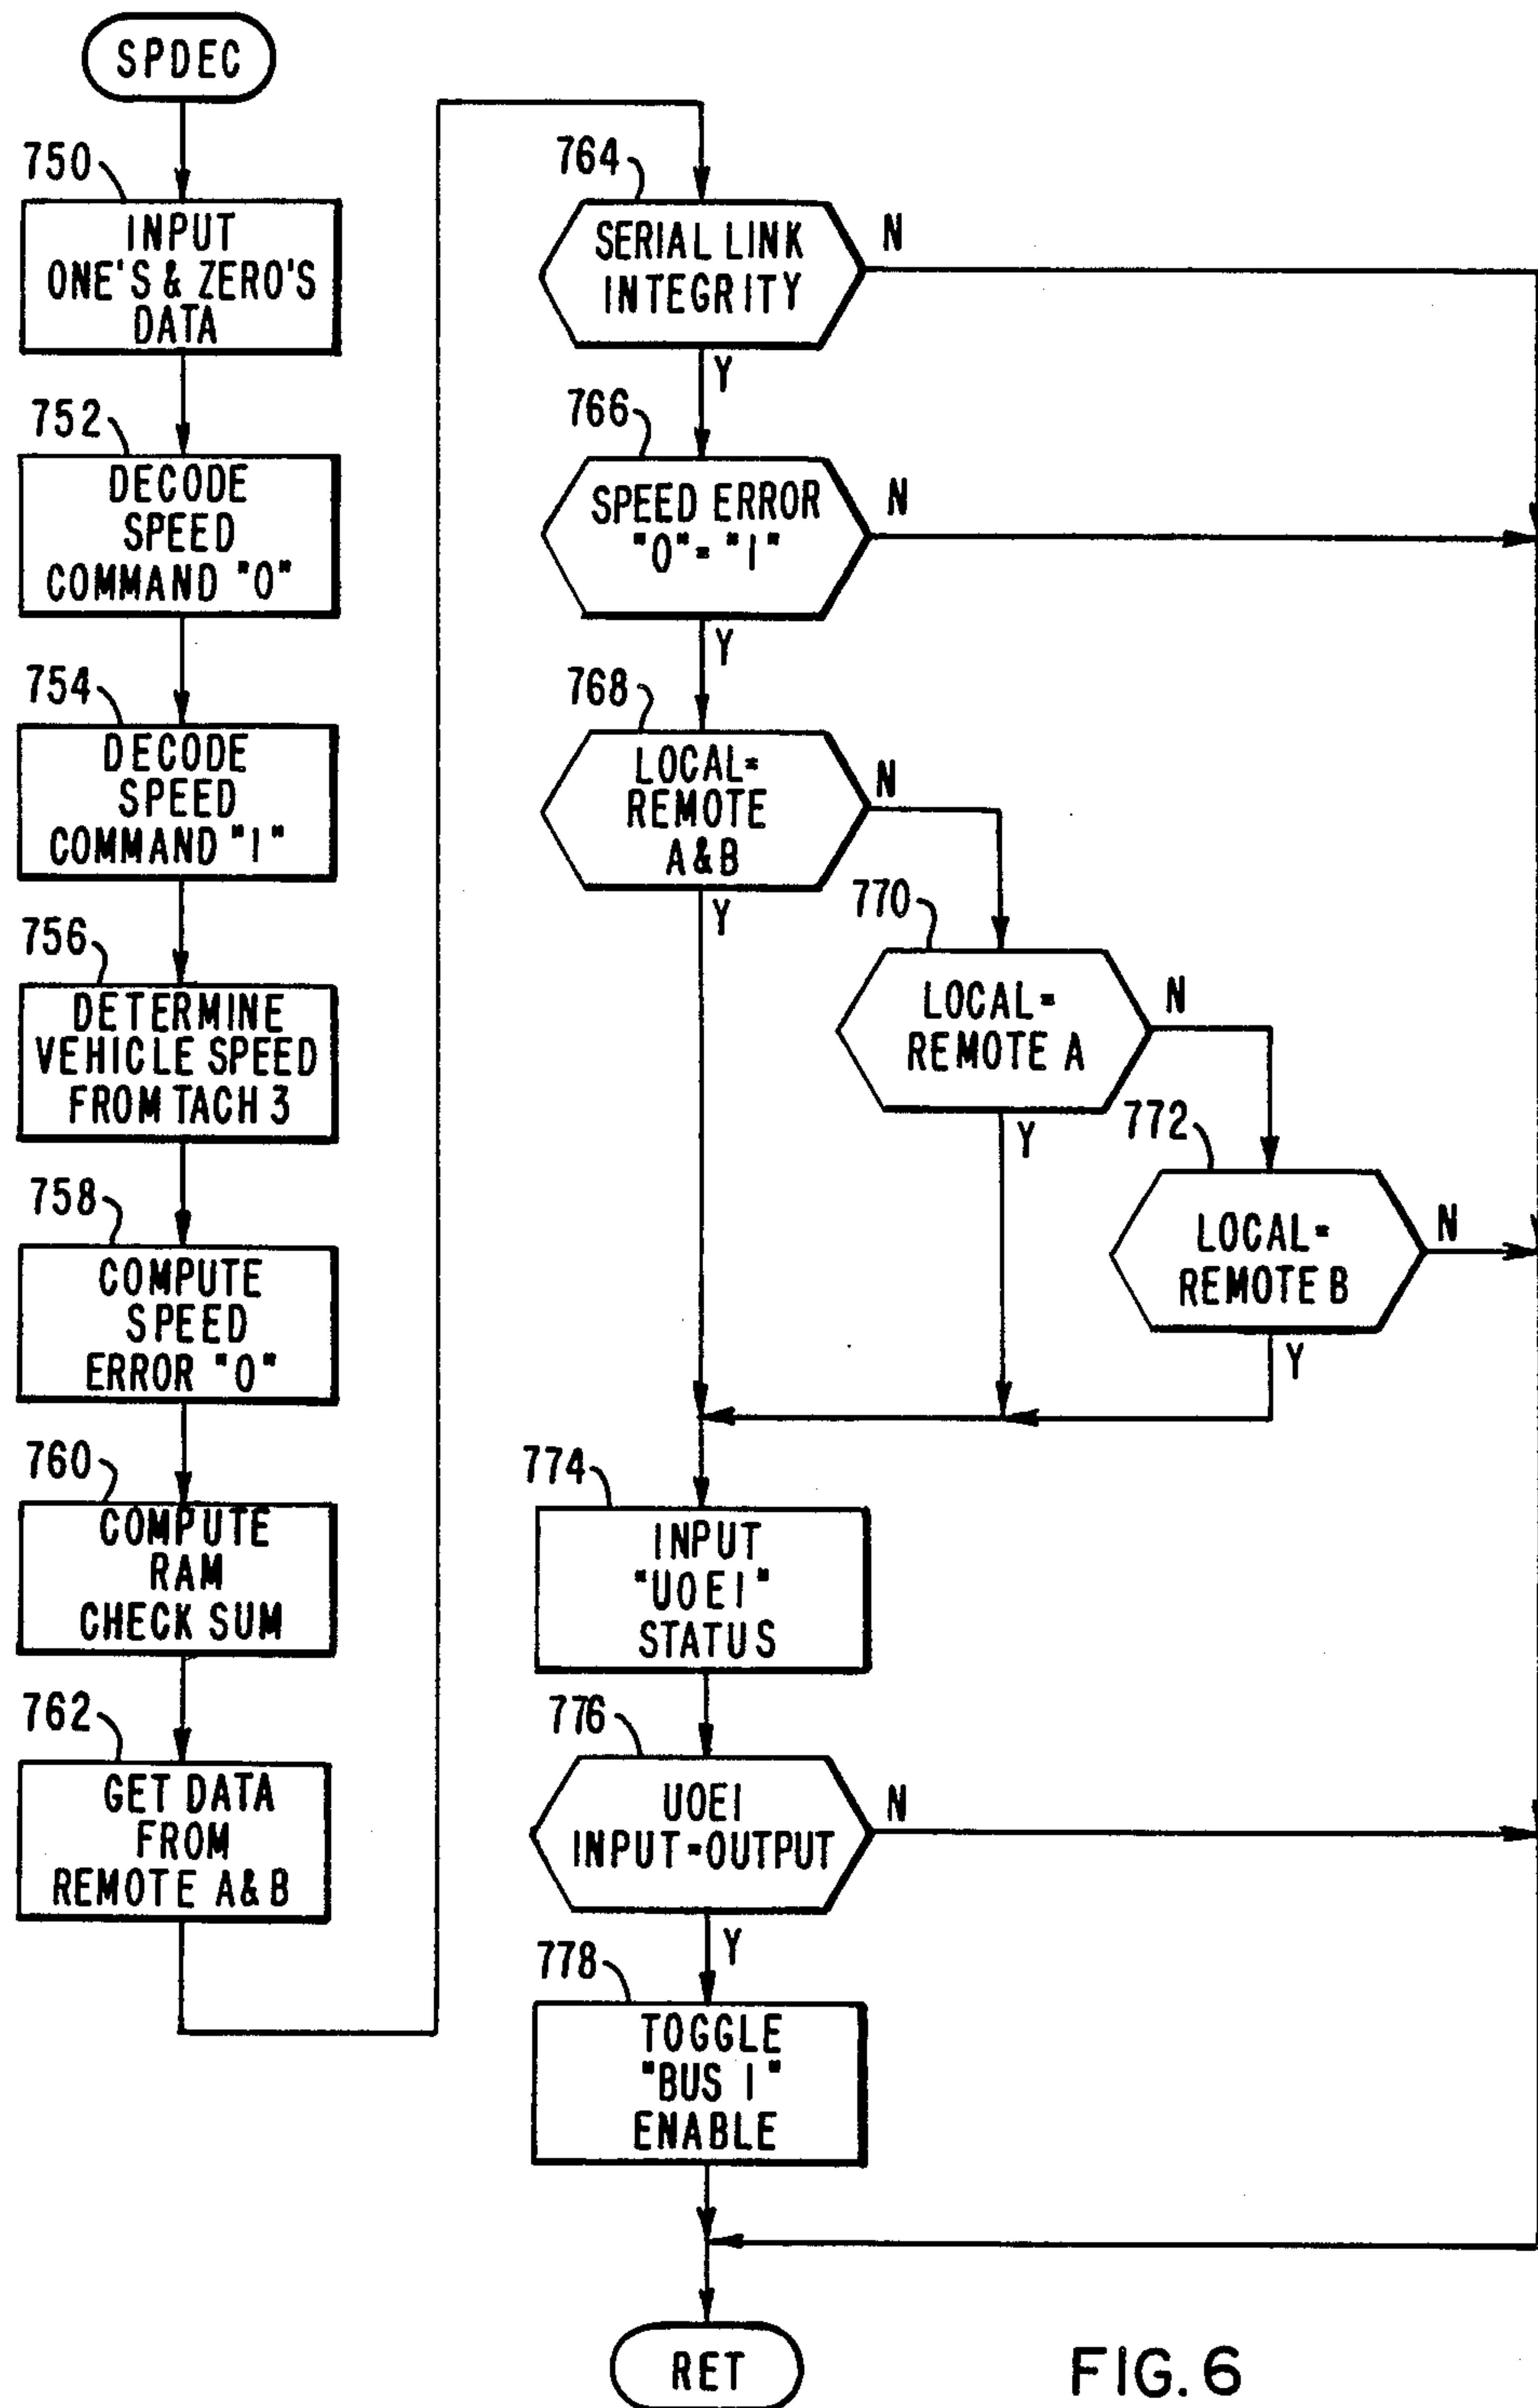 SPDEC
750
INPUT
ONE'S & ZERO'S
DATA
752
DECODE
SPEED
COMMAND "0"
754
DECODE
SPEED
COMMAND "1"
756
DETERMINE
VEHICLE SPEED
FROM TACH 3
758
COMPUTE
SPEED
ERROR "0"
760
COMPUTE
RAM
CHECK SUM
762
GET DATA
FROM
REMOTE A&B
764
SERIAL LINK
INTEGRITY
N
Y
766
SPEED ERROR
"0"="1"
N
Y
768
LOCAL=
REMOTE
A&B
N
Y
770
LOCAL=
REMOTE A
N
Y
772
LOCAL=
REMOTE B
N
Y
774
INPUT
"UOEI"
STATUS
776
UOEI
INPUT=OUTPUT
N
Y
778
TOGGLE
"BUS 1"
ENABLE
RET
FIG. 6